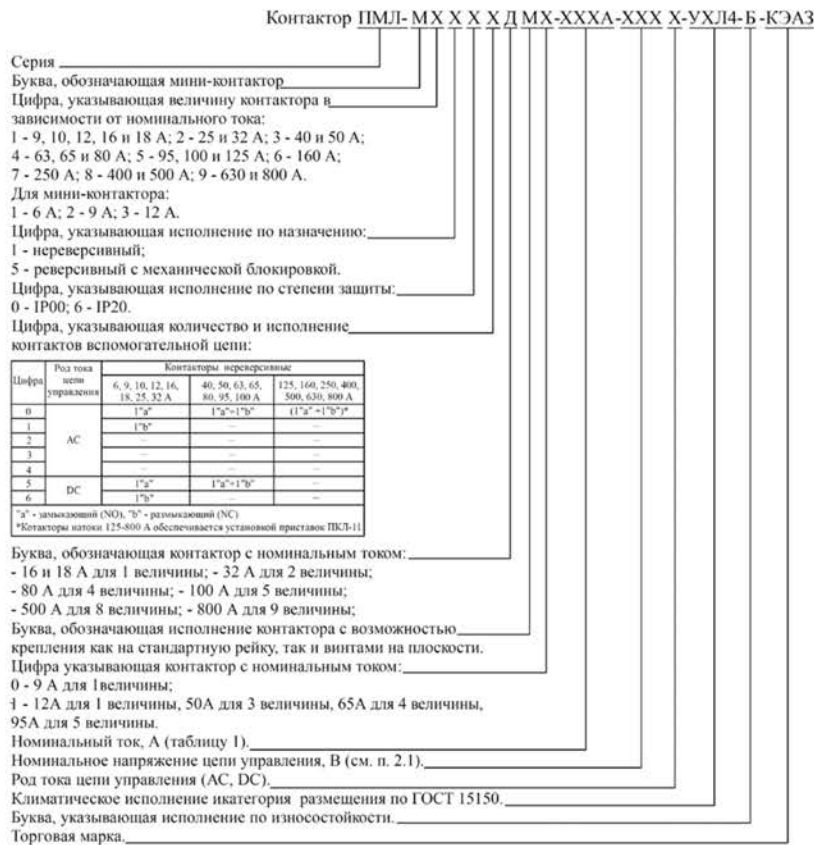 Контактор ПМЛ-МХ Х Х Х Д МХ-ХХХА-ХХХ Х-УХЛ4-Б-КЭАЗ
Серия
Буква, обозначающая мини-контактор
Цифра, указывающая величину контактора в
зависимости от номинального тока:
1 - 9, 10, 12, 16 и 18 А; 2 - 25 и 32 А; 3 - 40 и 50 А;
4 - 63, 65 и 80 А; 5 - 95, 100 и 125 А; 6 - 160 А;
7 - 250 А; 8 - 400 и 500 А; 9 - 630 и 800 А.
Для мини-контактора:
1 - 6 А; 2 - 9 А; 3 - 12 А.
Цифра, указывающая исполнение по назначению:
1 - нереверсивный;
5 - реверсивный с механической блокировкой.
Цифра, указывающая исполнение по степени защиты:
0 - IP00; 6 - IP20.
Цифра, указывающая количество и исполнение
контактов вспомогательной цепи:
Цифра
Род тока цепи управления
Контакторы нереверсивные
6, 9, 10, 12, 16, 18, 25, 32 А
40, 50, 63, 65, 80, 95, 100 А
125, 160, 250, 400, 500, 630, 800 А
0 АС 1"a" 1"a"+1"b" (1"a" +1"b")*
1 1"b" – –
2 – – –
3 – – –
4 – – –
5 DC 1"a" 1"a"+1"b" –
6 1"b" – –
"a" - замыкающий (NO), "b" - размыкающий (NC)
*Котакторы натоки 125-800 А обеспечивается установкой приставок ПКЛ-11
Буква, обозначающая контактор с номинальным током:
- 16 и 18 А для 1 величины; - 32 А для 2 величины;
- 80 А для 4 величины; - 100 А для 5 величины;
- 500 А для 8 величины; - 800 А для 9 величины;
Буква, обозначающая исполнение контактора с возможностью
крепления как на стандартную рейку, так и винтами на плоскости.
Цифра указывающая контактор с номинальным током:
0 - 9 А для 1величины;
1 - 12А для 1 величины, 50А для 3 величины, 65А для 4 величины,
95А для 5 величины.
Номинальный ток, А (таблицу 1).
Номинальное напряжение цепи управления, В (см. п. 2.1).
Род тока цепи управления (АС, DC).
Климатическое исполнение икатегория размещения по ГОСТ 15150.
Буква, указывающая исполнение по износостойкости.
Торговая марка.